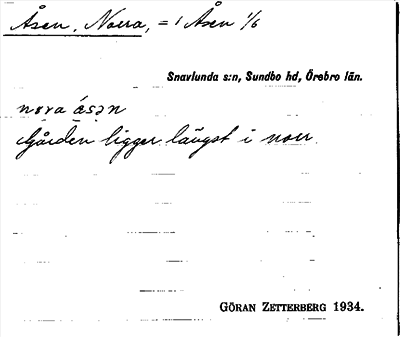 Åsen, Norra, = 1 Åsen 1/6
Snavlunda s:n, Sundbo hd, Örebro län.
nora åsən
Gården ligger längst i norr.
GÖRAN ZETTERBERG 1934.